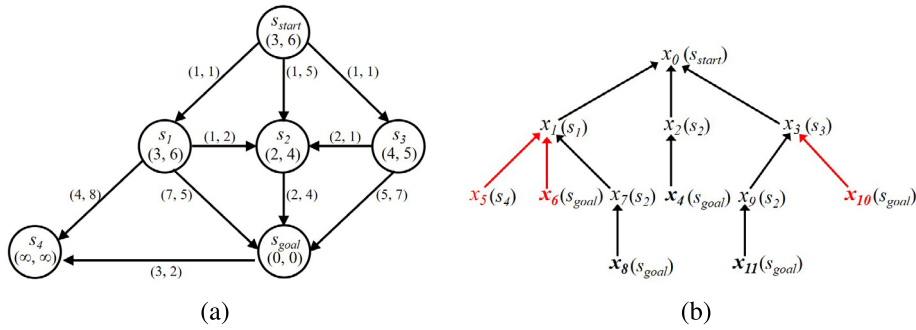 s_start
(3, 6)
(1, 1)
(1, 5)
(1, 1)
s_1
(3, 6)
(1, 2)
s_2
(2, 4)
(2, 1)
s_3
(4, 5)
(4, 8)
(7, 5)
(2, 4)
(5, 7)
s_4
(∞, ∞)
s_goal
(0, 0)
(3, 2)
(a)
x_0 (s_start)
x_1 (s_1)
x_2 (s_2)
x_3 (s_3)
x_5 (s_4)
x_6 (s_goal)
x_7 (s_2)
x_4 (s_goal)
x_9 (s_2)
x_10 (s_goal)
x_8 (s_goal)
x_11 (s_goal)
(b)